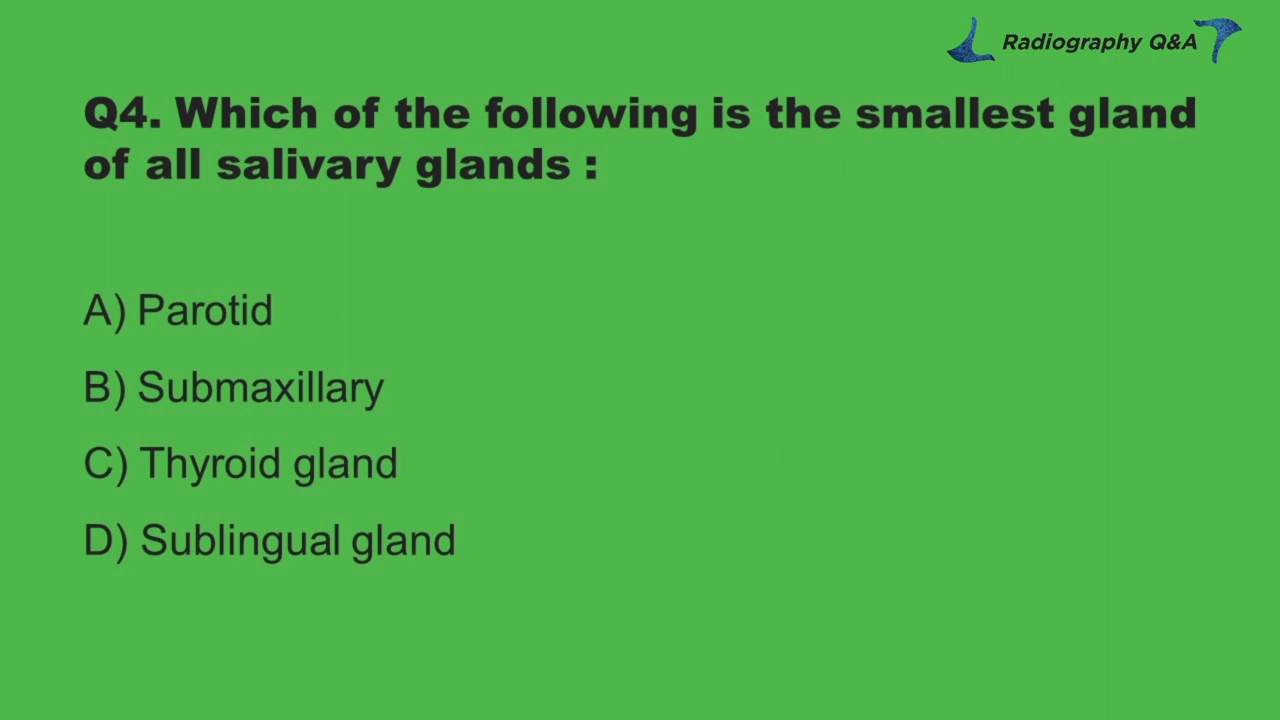 Radiography Q&A
Q4. Which of the following is the smallest gland
of all salivary glands :
A) Parotid
B) Submaxillary
C) Thyroid gland
D) Sublingual gland